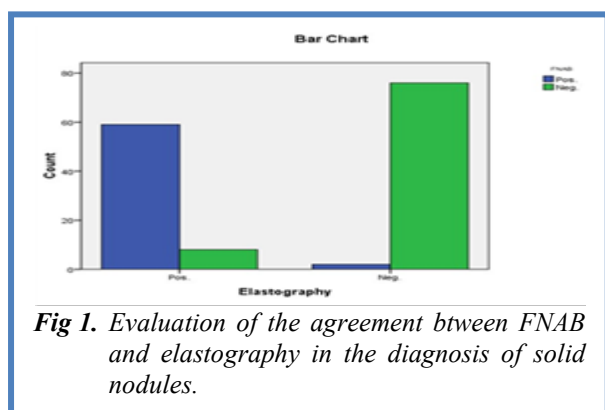 Bar Chart
FNAB
Pos.
Neg.
80
60
40
20
0
Count
Pos.
Neg.
Elastography
Fig 1. Evaluation of the agreement btween FNAB
and elastography in the diagnosis of solid
nodules.